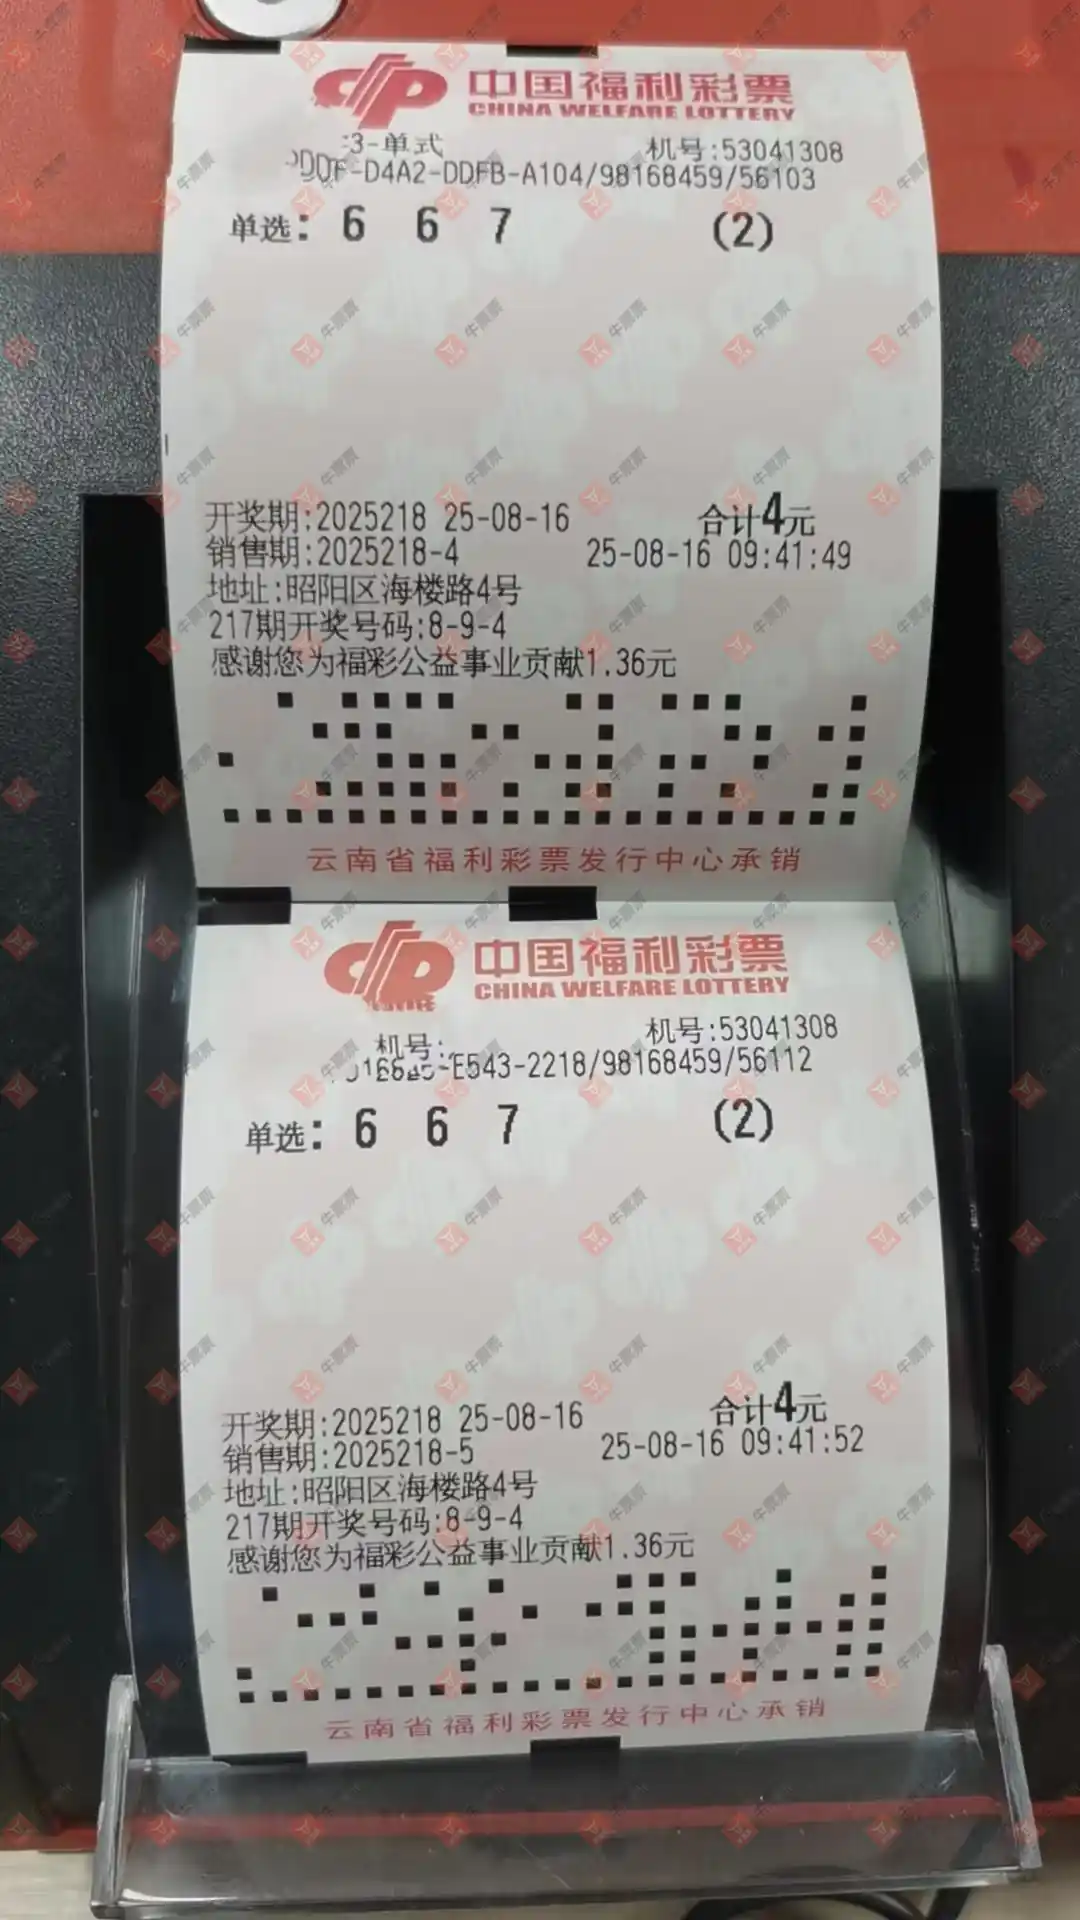 中国福利彩票
CHINA WELFARE LOTTERY
3-单式 机号:53041308
-D4A2-DDFB-A104/98168459/56103
单选: 6 6 7 (2)
开奖期:2025218 25-08-16 合计4元
销售期:2025218-4 25-08-16 09:41:49
地址:昭阳区海楼路4号
217期开奖号码:8-9-4
感谢您为福彩公益事业贡献1.36元
云南省福利彩票发行中心承销
中国福利彩票
CHINA WELFARE LOTTERY
机号: 机号:53041308
-E543-2218/98168459/56112
单选: 6 6 7 (2)
开奖期:2025218 25-08-16 合计4元
销售期:2025218-5 25-08-16 09:41:52
地址:昭阳区海楼路4号
217期开奖号码:8-9-4
感谢您为福彩公益事业贡献1.36元
云南省福利彩票发行中心承销
牛票票